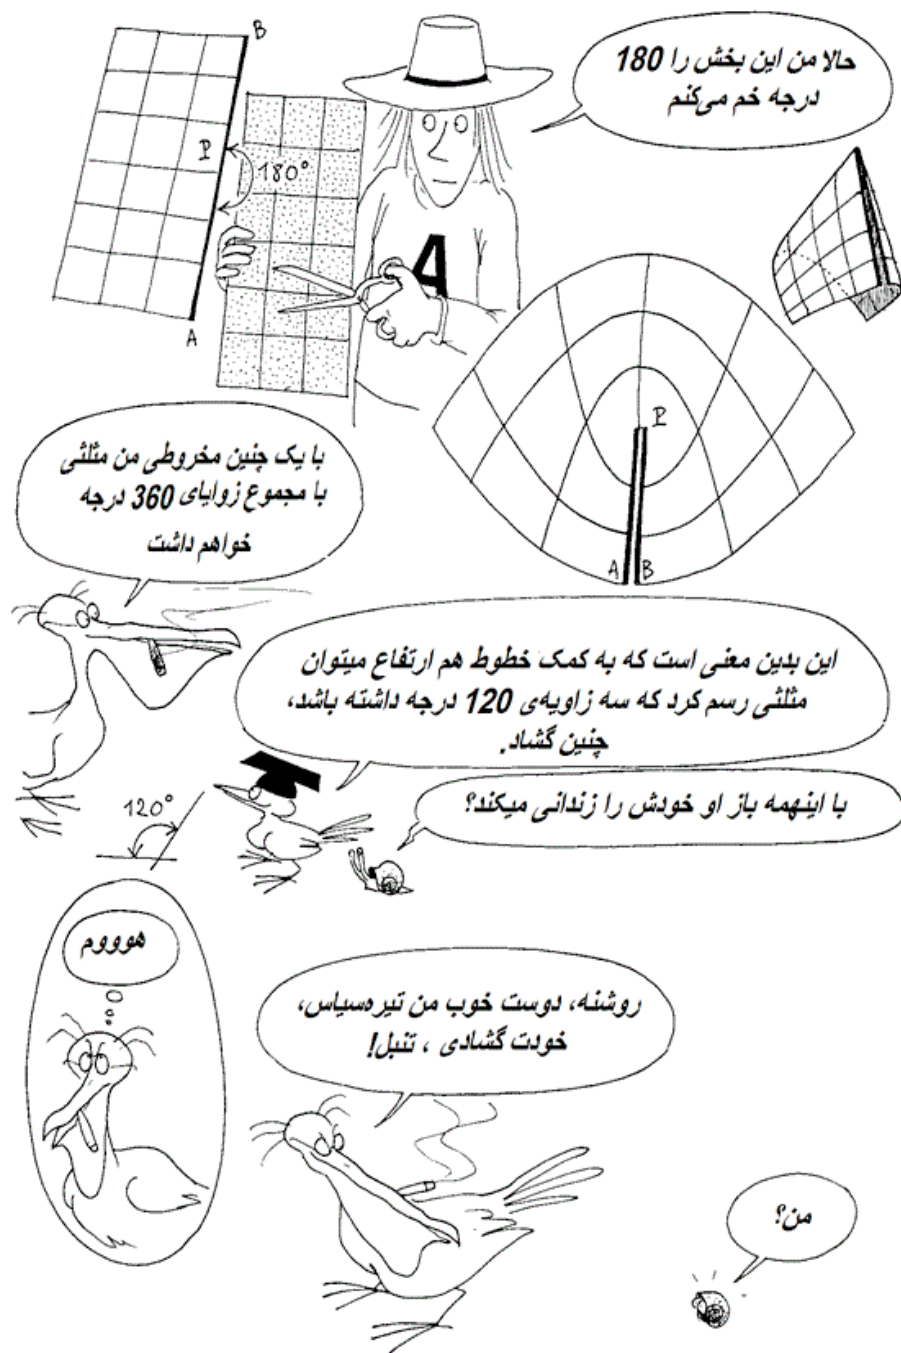 B
حالا من این بخش را 180
درجه خم می‌کنم
P
180°
A
A
P
A B
با یک چنین مخروطی من مثلثی
با مجموع زوایای 360 درجه
خواهم داشت
این بدین معنی است که به کمک خطوط هم ارتفاع میتوان
مثلثی رسم کرد که سه زاویه‌ی 120 درجه داشته باشد،
چنین گشاد.
با اینهمه باز او خودش را زندانی میکند؟
120°
هوووم
روشنه، دوست خوب من تیره‌سیاس،
خودت گشادی ، تنبل!
من؟